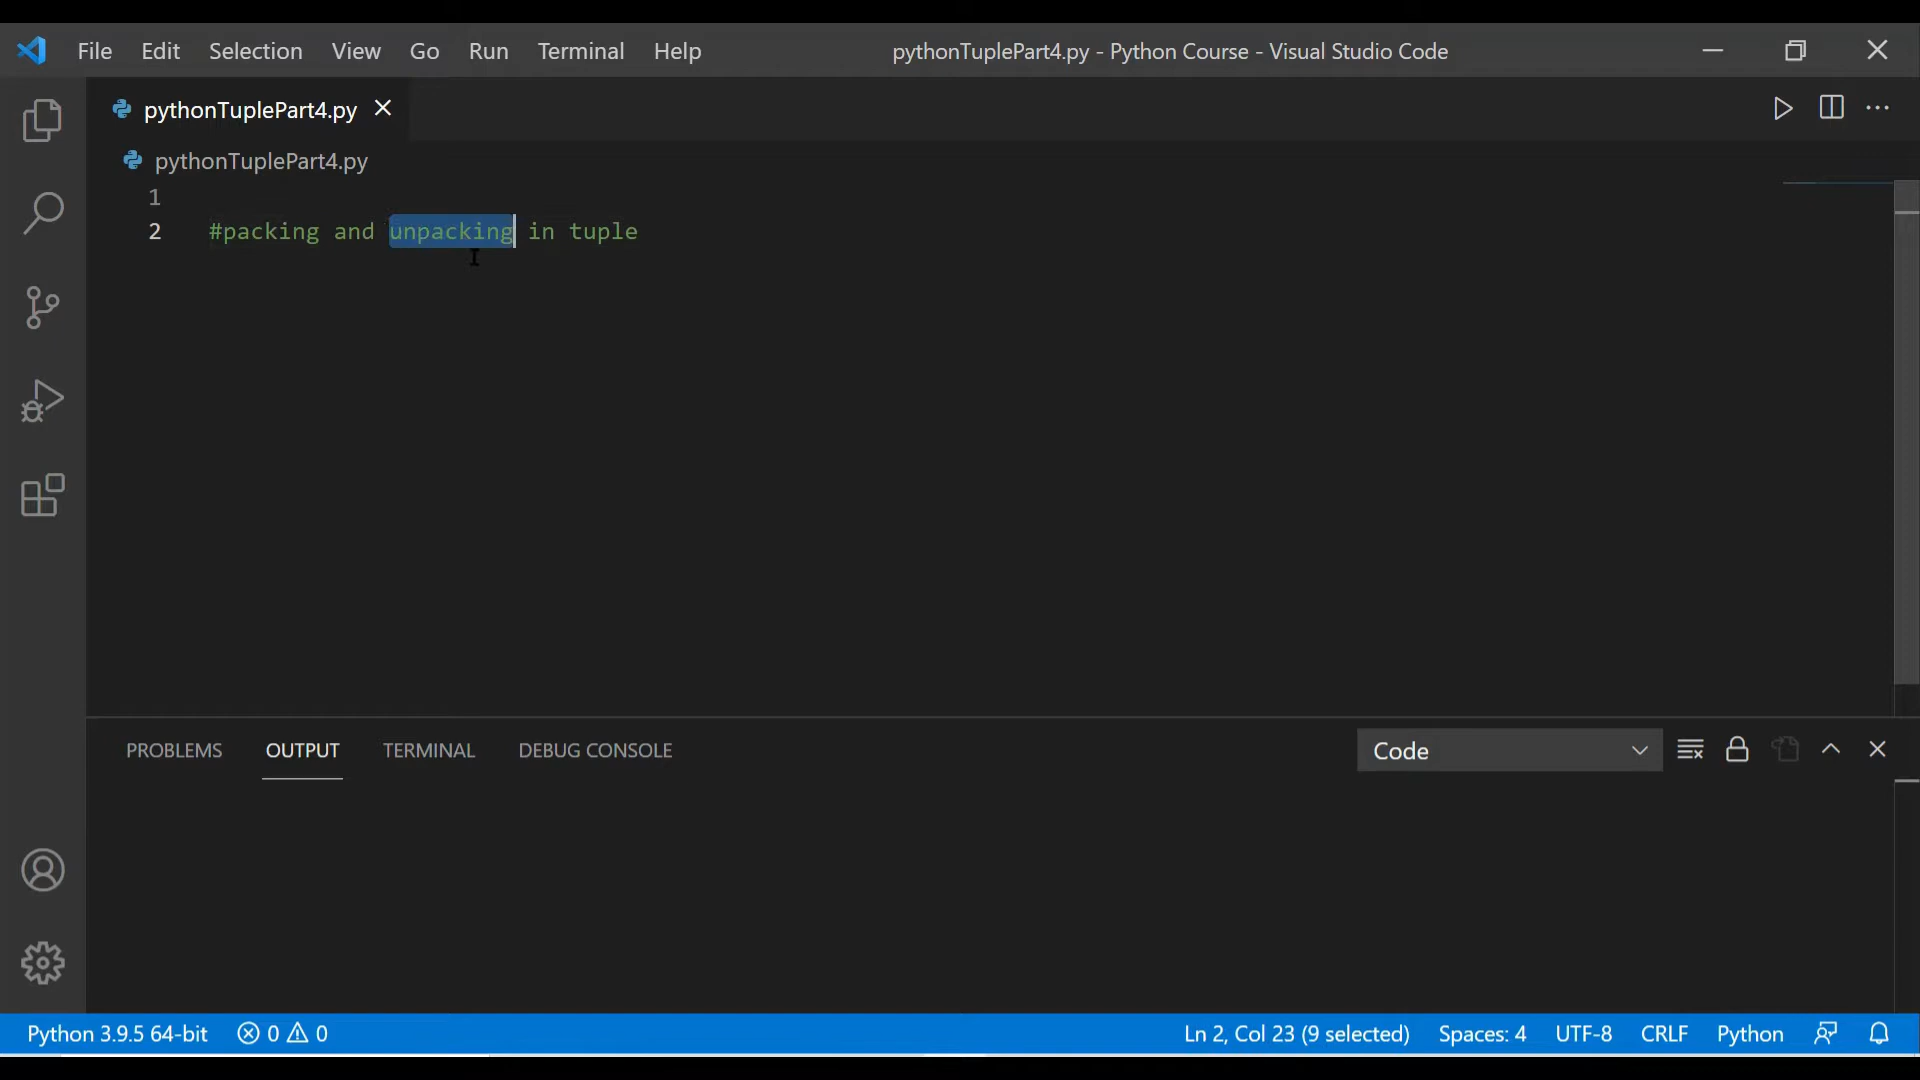 File Edit Selection View Go Run Terminal Help pythonTuplePart4.py - Python Course - Visual Studio Code
pythonTuplePart4.py
pythonTuplePart4.py
1
2 #packing and unpacking in tuple
PROBLEMS OUTPUT TERMINAL DEBUG CONSOLE Code
Python 3.9.5 64-bit 0 0 Ln 2, Col 23 (9 selected) Spaces: 4 UTF-8 CRLF Python